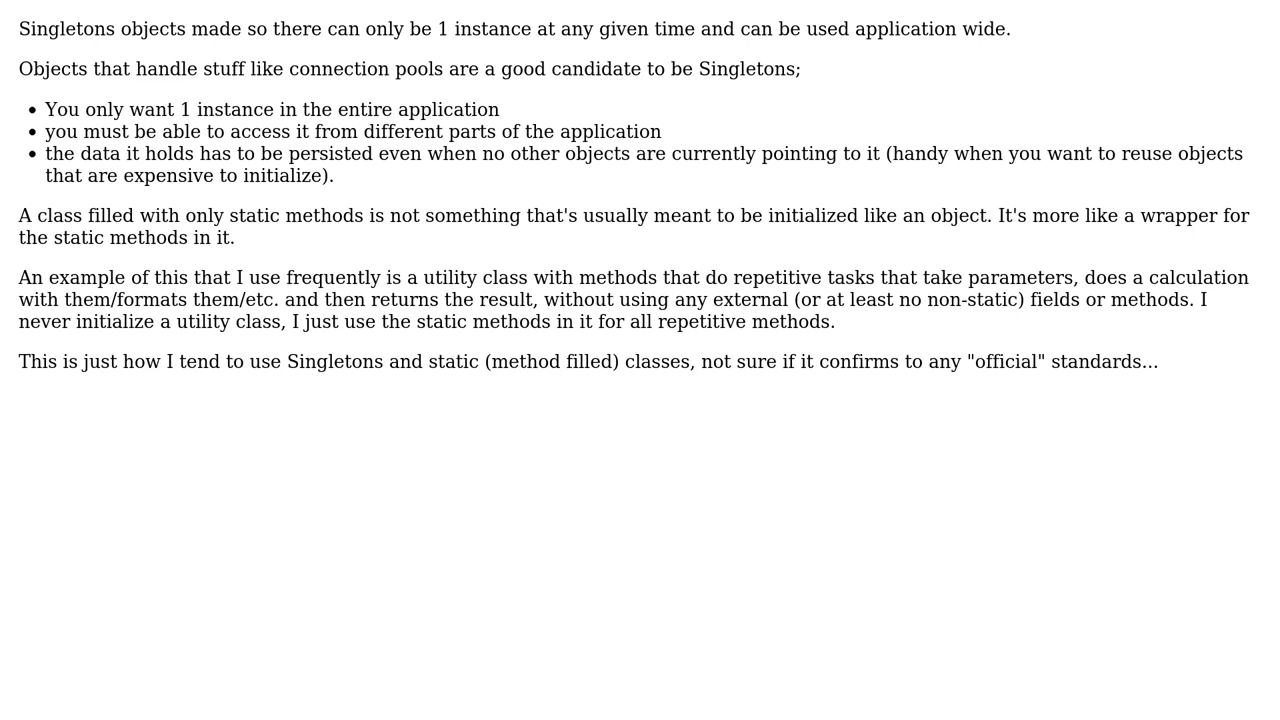 Singletons objects made so there can only be 1 instance at any given time and can be used application wide.
Objects that handle stuff like connection pools are a good candidate to be Singletons;
• You only want 1 instance in the entire application
• you must be able to access it from different parts of the application
• the data it holds has to be persisted even when no other objects are currently pointing to it (handy when you want to reuse objects
that are expensive to initialize).
A class filled with only static methods is not something that's usually meant to be initialized like an object. It's more like a wrapper for
the static methods in it.
An example of this that I use frequently is a utility class with methods that do repetitive tasks that take parameters, does a calculation
with them/formats them/etc. and then returns the result, without using any external (or at least no non-static) fields or methods. I
never initialize a utility class, I just use the static methods in it for all repetitive methods.
This is just how I tend to use Singletons and static (method filled) classes, not sure if it confirms to any "official" standards...